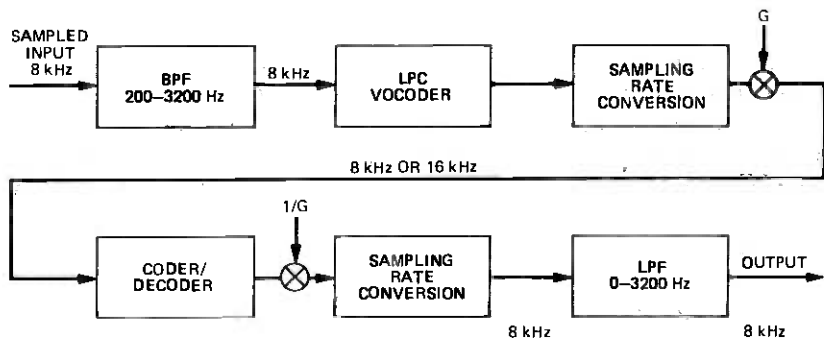 SAMPLED
INPUT
8 kHz
BPF
200–3200 Hz
8 kHz
LPC
VOCODER
SAMPLING
RATE
CONVERSION
G
8 kHz OR 16 kHz
CODER/
DECODER
1/G
SAMPLING
RATE
CONVERSION
8 kHz
LPF
0–3200 Hz
OUTPUT
8 kHz